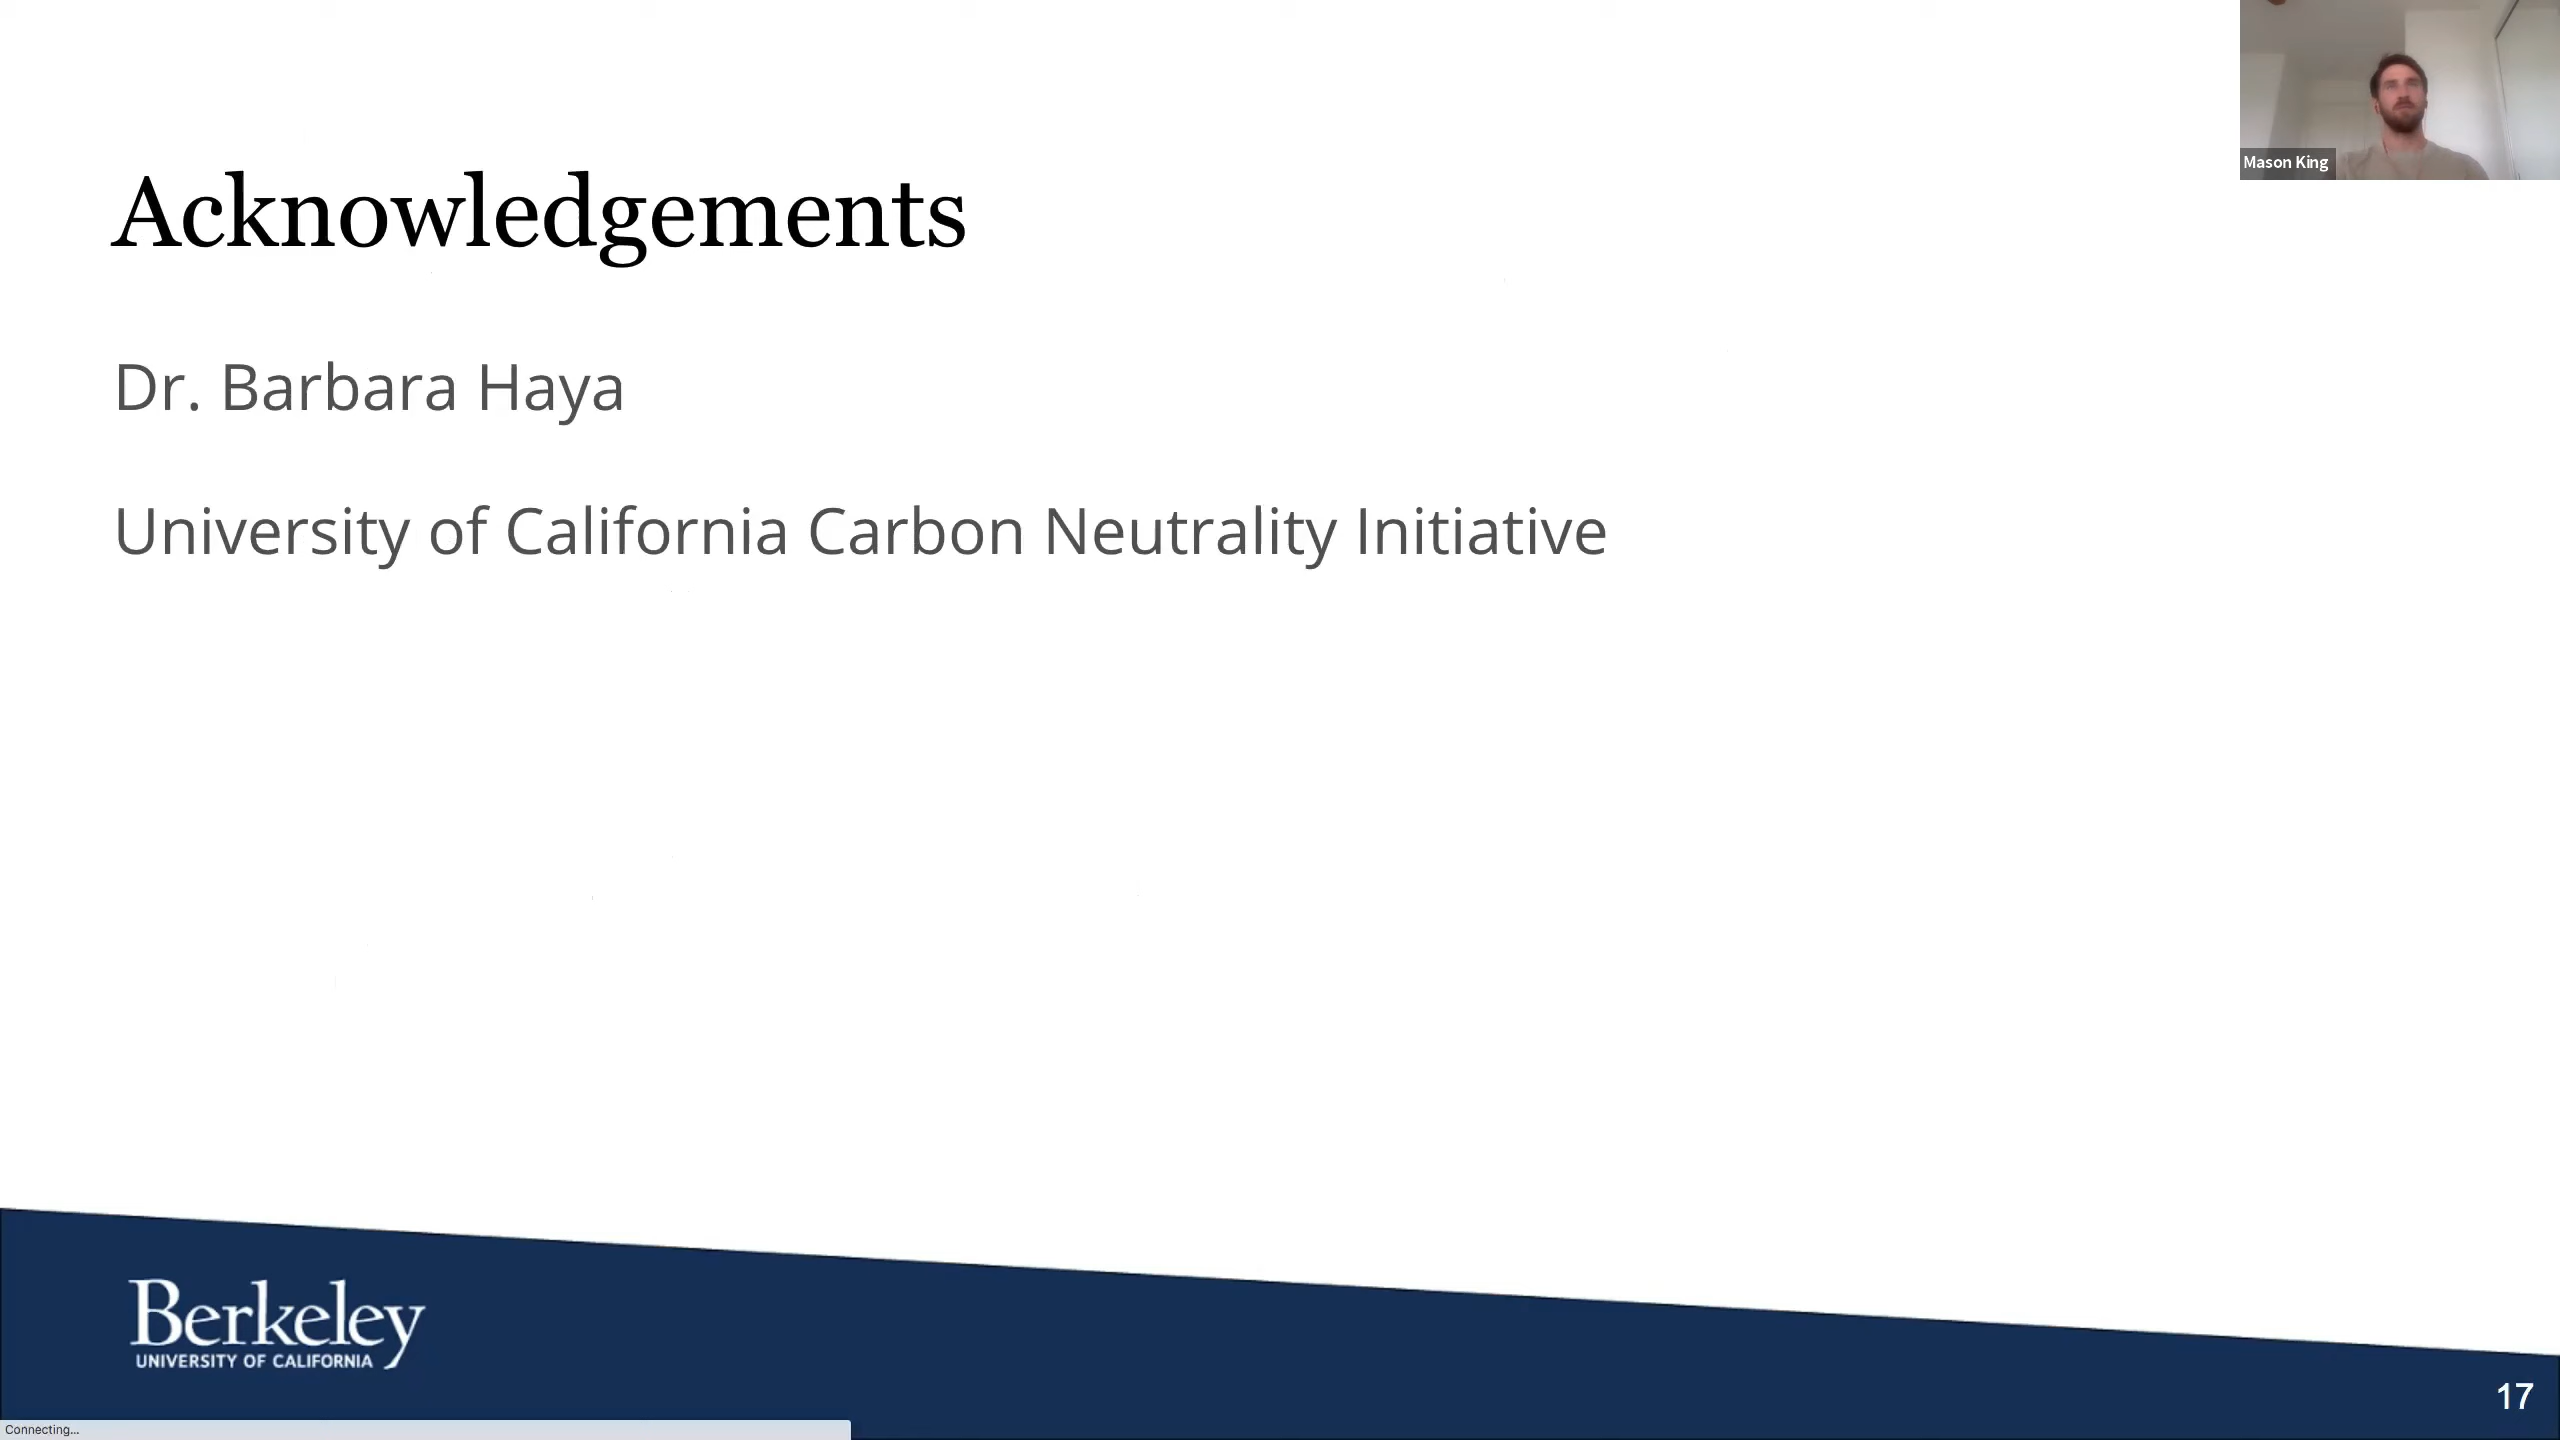 Mason King
Acknowledgements
Dr. Barbara Haya
University of California Carbon Neutrality Initiative
Berkeley
UNIVERSITY OF CALIFORNIA
17
Connecting...